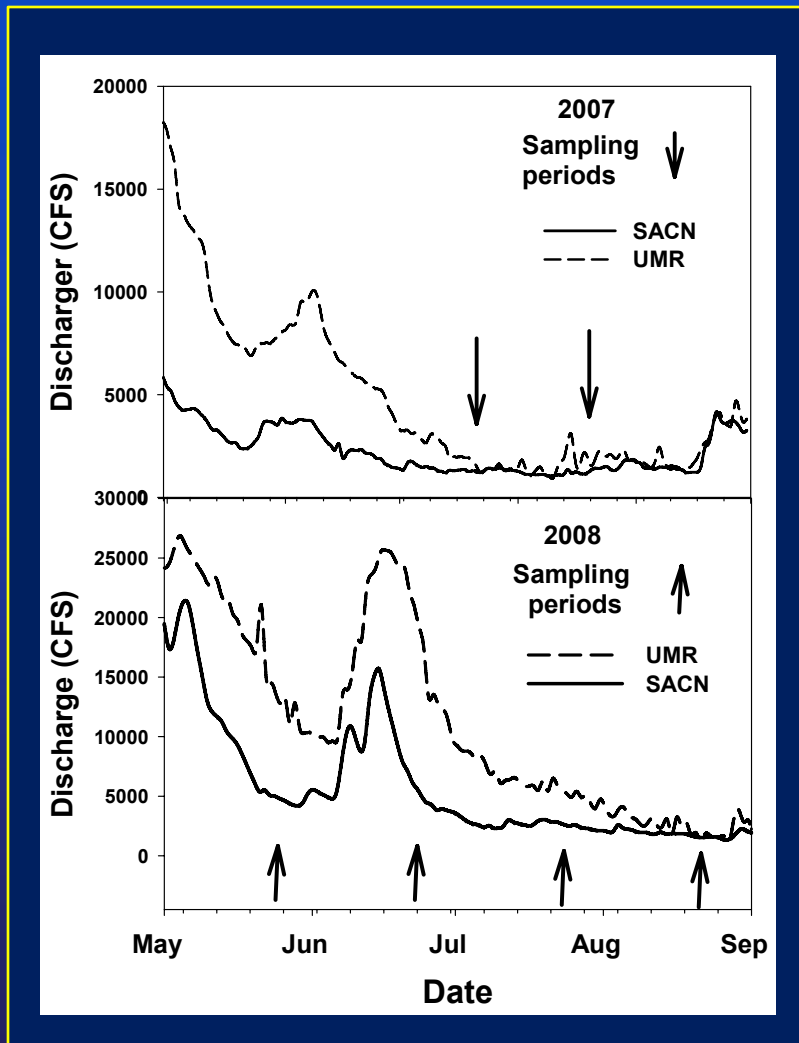 20000
15000
10000
5000
0
Discharger (CFS)
2007
Sampling
periods
SACN
UMR
30000
25000
20000
15000
10000
5000
0
Discharge (CFS)
2008
Sampling
periods
UMR
SACN
May Jun Jul Aug Sep
Date